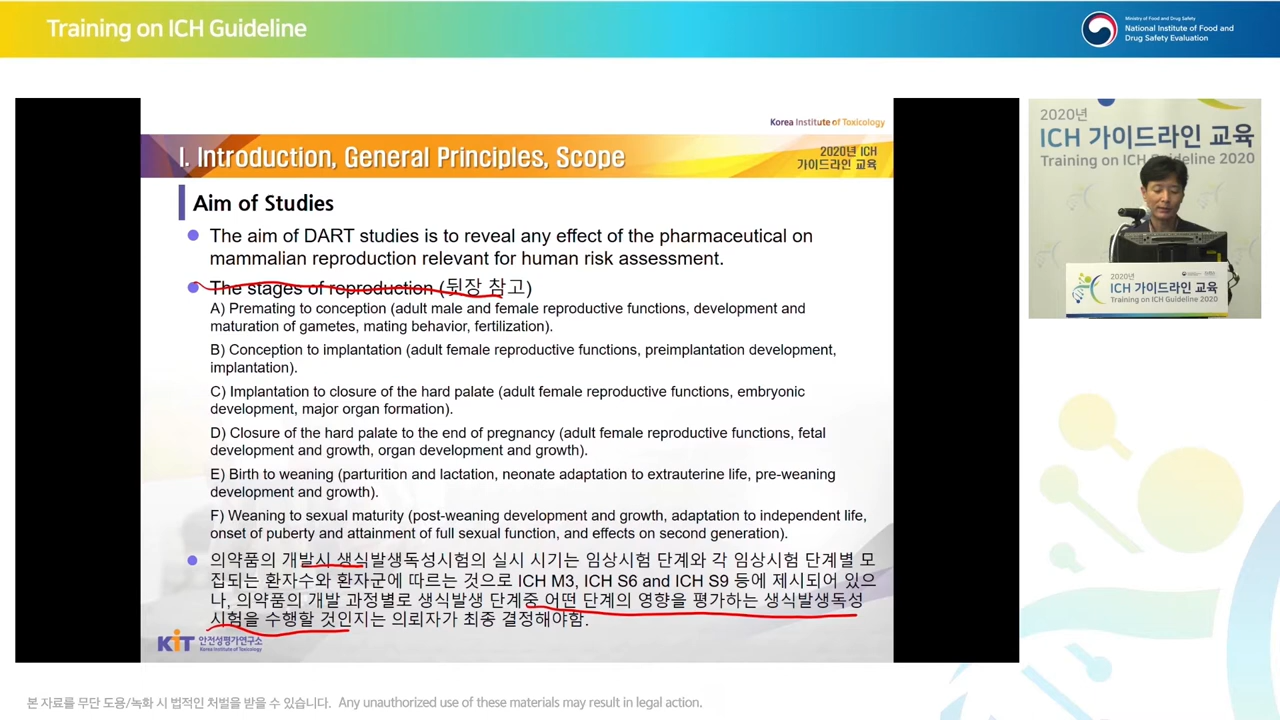 Training on ICH Guideline
Ministry of Food and Drug Safety
National Institute of Food and
Drug Safety Evaluation
Korea Institute of Toxicology
I. Introduction, General Principles, Scope
2020년 ICH
가이드라인 교육
Aim of Studies
The aim of DART studies is to reveal any effect of the pharmaceutical on
mammalian reproduction relevant for human risk assessment.
The stages of reproduction (뒷장 참고)
A) Premating to conception (adult male and female reproductive functions, development and
maturation of gametes, mating behavior, fertilization).
B) Conception to implantation (adult female reproductive functions, preimplantation development,
implantation).
C) Implantation to closure of the hard palate (adult female reproductive functions, embryonic
development, major organ formation).
D) Closure of the hard palate to the end of pregnancy (adult female reproductive functions, fetal
development and growth, organ development and growth).
E) Birth to weaning (parturition and lactation, neonate adaptation to extrauterine life, pre-weaning
development and growth).
F) Weaning to sexual maturity (post-weaning development and growth, adaptation to independent life,
onset of puberty and attainment of full sexual function, and effects on second generation).
의약품의 개발시 생식발생독성시험의 실시 시기는 임상시험 단계와 각 임상시험 단계별 모
집되는 환자수와 환자군에 따르는 것으로 ICH M3, ICH S6 and ICH S9 등에 제시되어 있으
나, 의약품의 개발 과정별로 생식발생 단계중 어떤 단계의 영향을 평가하는 생식발생독성
시험을 수행할 것인지는 의뢰자가 최종 결정해야함.
KiT 안전성평가연구소
Korea Institute of Toxicology
2020년
ICH 가이드라인 교육
Training on ICH Guideline 2020
2020년
ICH 가이드라인 교육
Training on ICH Guideline 2020
본 자료를 무단 도용/녹화 시 법적인 처벌을 받을 수 있습니다. Any unauthorized use of these materials may result in legal action.